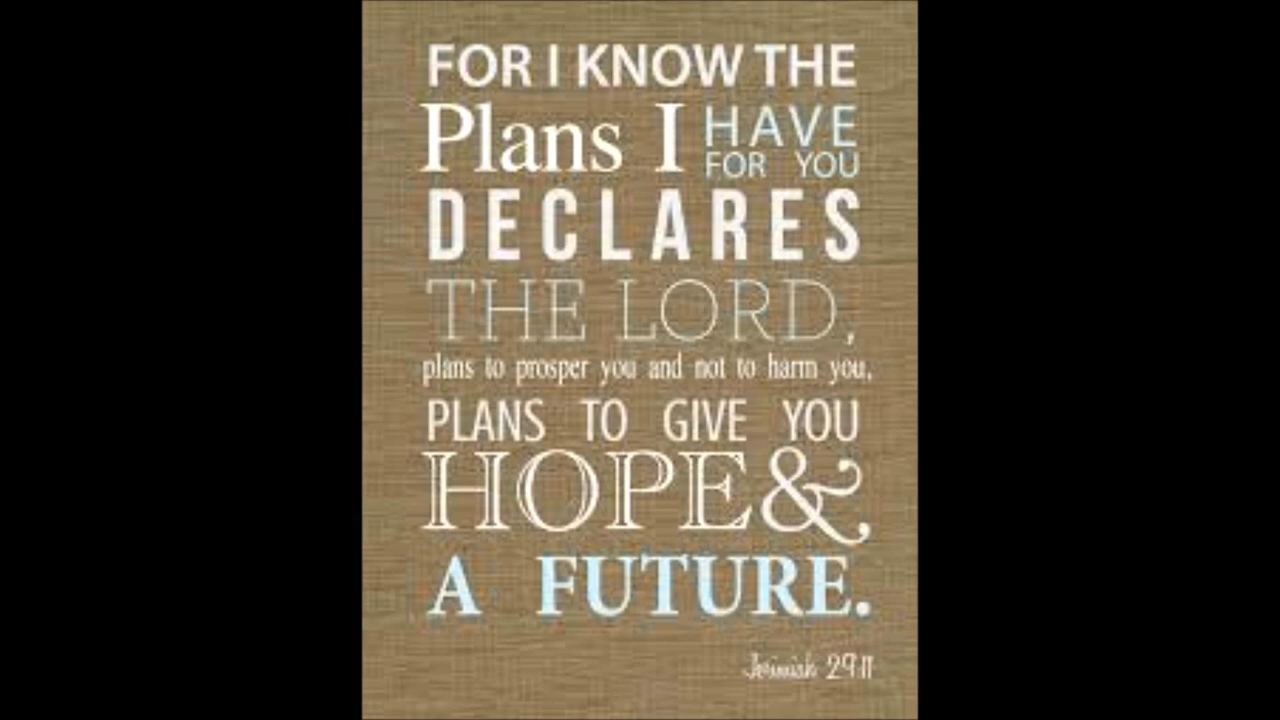 FOR I KNOW THE
Plans I HAVE
FOR YOU
DECLARES
THE LORD,
plans to prosper you and not to harm you,
PLANS TO GIVE YOU
HOPE &
A FUTURE.
Jerimiah 29:11